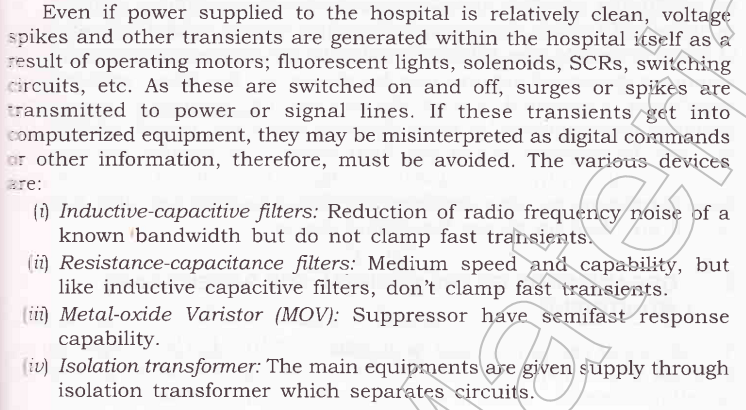 Even if power supplied to the hospital is relatively clean, voltage
spikes and other transients are generated within the hospital itself as a
result of operating motors; fluorescent lights, solenoids, SCRs, switching
circuits, etc. As these are switched on and off, surges or spikes are
transmitted to power or signal lines. If these transients get into
computerized equipment, they may be misinterpreted as digital commands
or other information, therefore, must be avoided. The various devices
are:
(i) Inductive-capacitive filters: Reduction of radio frequency noise of a
known bandwidth but do not clamp fast transients.
(ii) Resistance-capacitance filters: Medium speed and capability, but
like inductive capacitive filters, don't clamp fast transients.
(iii) Metal-oxide Varistor (MOV): Suppressor have semifast response
capability.
(iv) Isolation transformer: The main equipments are given supply through
isolation transformer which separates circuits.